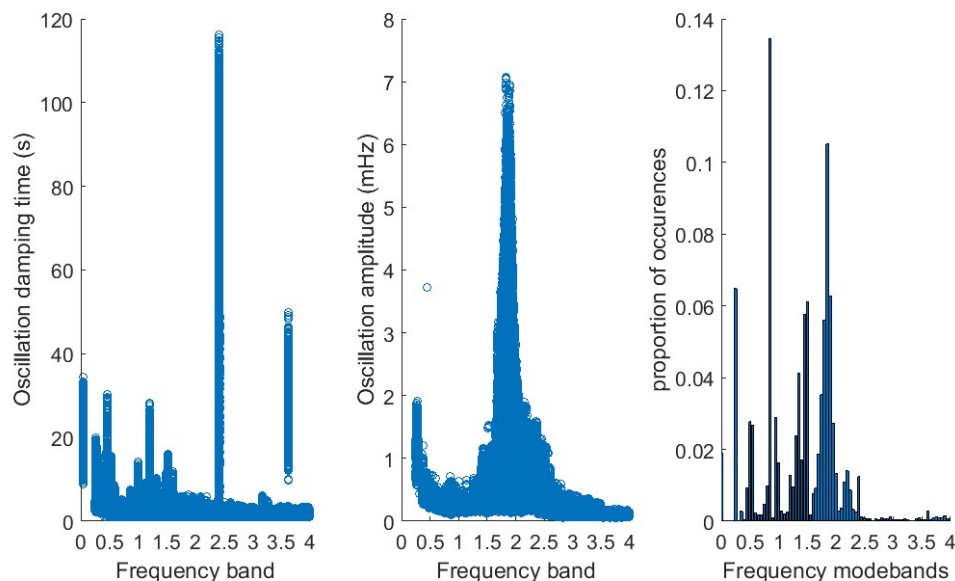 Oscillation damping time (s)
120
100
80
60
40
20
0
0 0.5 1 1.5 2 2.5 3 3.5 4
Frequency band
Oscillation amplitude (mHz)
8
7
6
5
4
3
2
1
0
0 0.5 1 1.5 2 2.5 3 3.5 4
Frequency band
proportion of occurences
0.14
0.12
0.1
0.08
0.06
0.04
0.02
0
0 0.5 1 1.5 2 2.5 3 3.5 4
Frequency modebands